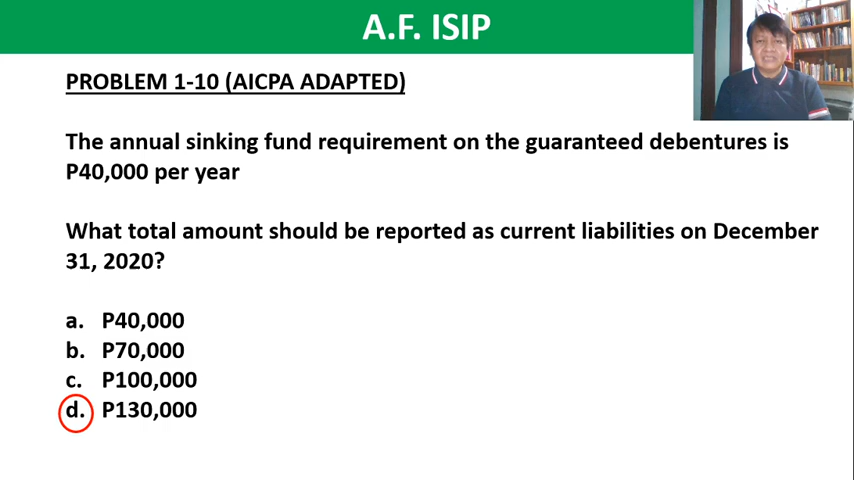 A.F. ISIP
PROBLEM 1-10 (AICPA ADAPTED)
The annual sinking fund requirement on the guaranteed debentures is
P40,000 per year
What total amount should be reported as current liabilities on December
31, 2020?
a. P40,000
b. P70,000
c. P100,000
d. P130,000